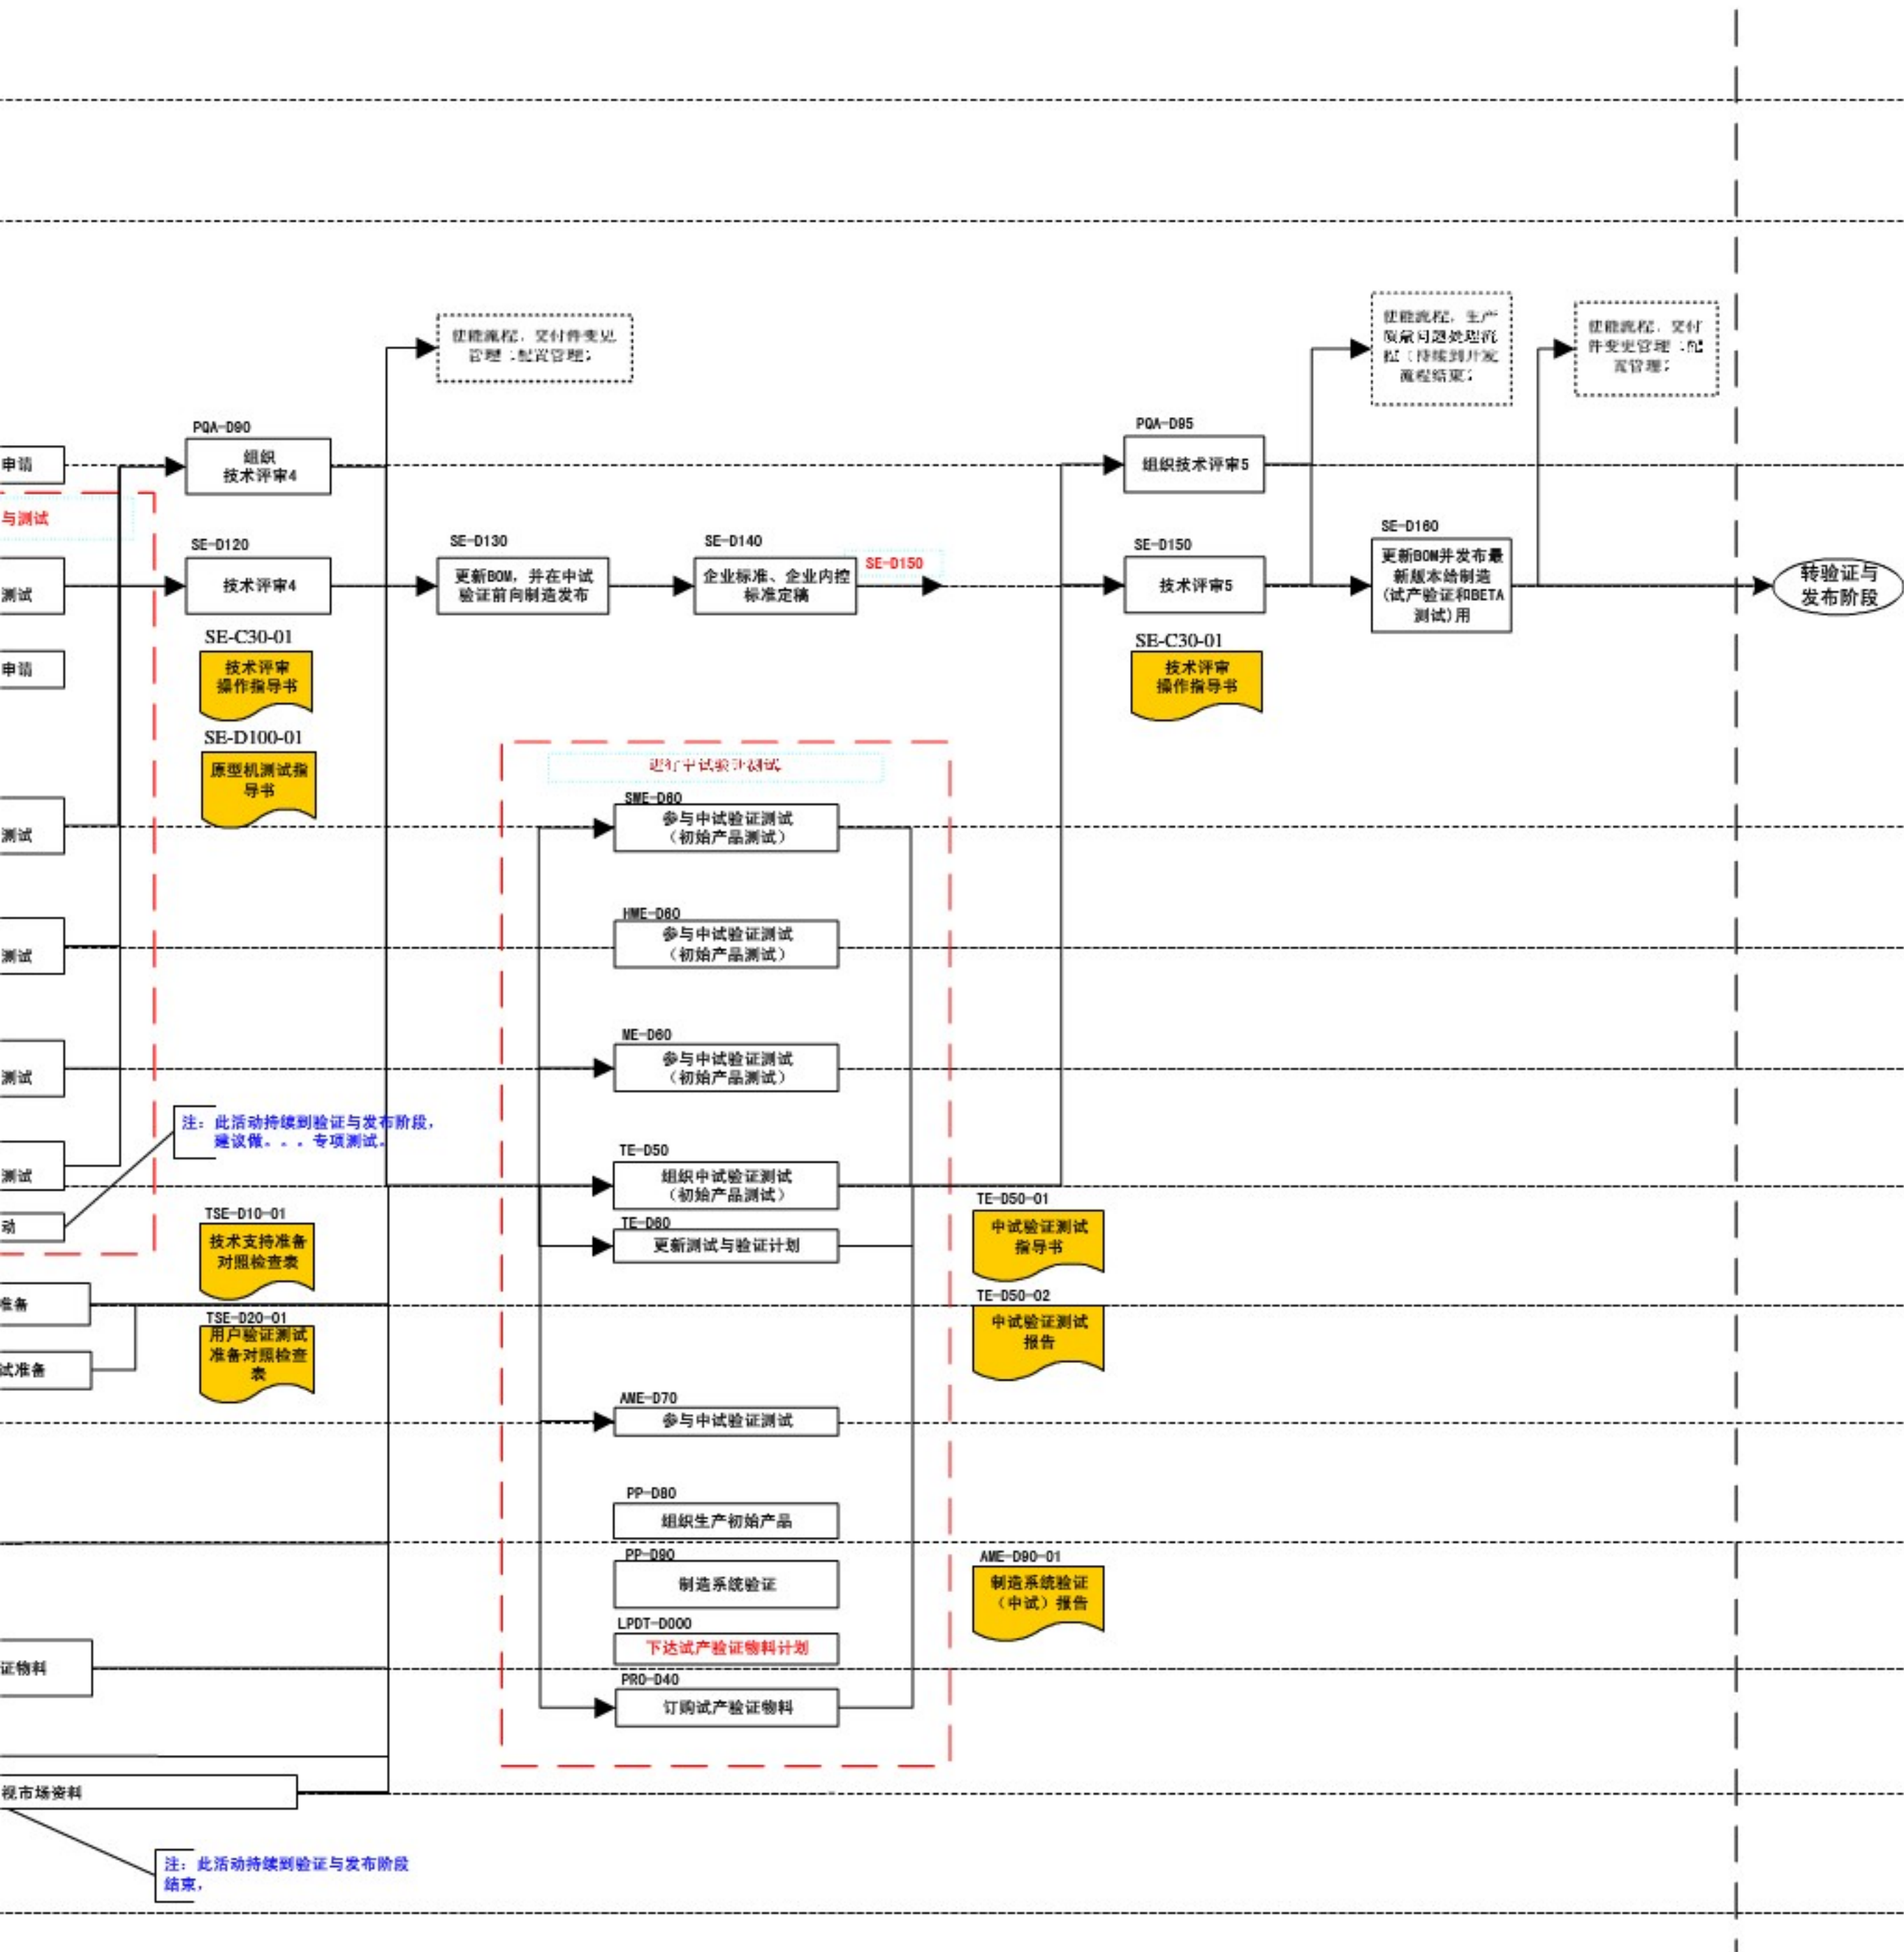 使能流程，交付件变更
管理（配置管理）
使能流程，生产
质量问题处理流
程（持续到开发
流程结束）
使能流程，交付
件变更管理（配
置管理）
PQA-D90
组织
技术评审4
PQA-D95
组织技术评审5
申请
与测试
SE-D120
技术评审4
SE-D130
更新BOM，并在中试
验证前向制造发布
SE-D140
企业标准、企业内控
标准定稿
SE-D150
SE-D150
技术评审5
SE-D160
更新BOM并发布最
新版本给制造
(试产验证和BETA
测试)用
转验证与
发布阶段
测试
SE-C30-01
技术评审
操作指导书
SE-C30-01
技术评审
操作指导书
申请
SE-D100-01
原型机测试指
导书
进行中试验证测试
SWE-D60
参与中试验证测试
（初始产品测试）
测试
HWE-D60
参与中试验证测试
（初始产品测试）
测试
ME-D60
参与中试验证测试
（初始产品测试）
测试
注：此活动持续到验证与发布阶段，
建议做。。。专项测试。
TE-D50
组织中试验证测试
（初始产品测试）
测试
TE-D60
更新测试与验证计划
动
TE-D50-01
中试验证测试
指导书
TSE-D10-01
技术支持准备
对照检查表
TE-D50-02
中试验证测试
报告
准备
TSE-D20-01
用户验证测试
准备对照检查
表
试准备
AME-D70
参与中试验证测试
PP-D80
组织生产初始产品
PP-D90
制造系统验证
AME-D90-01
制造系统验证
（中试）报告
LPDT-D000
下达试产验证物料计划
证物料
PRO-D40
订购试产验证物料
视市场资料
注：此活动持续到验证与发布阶段
结束，